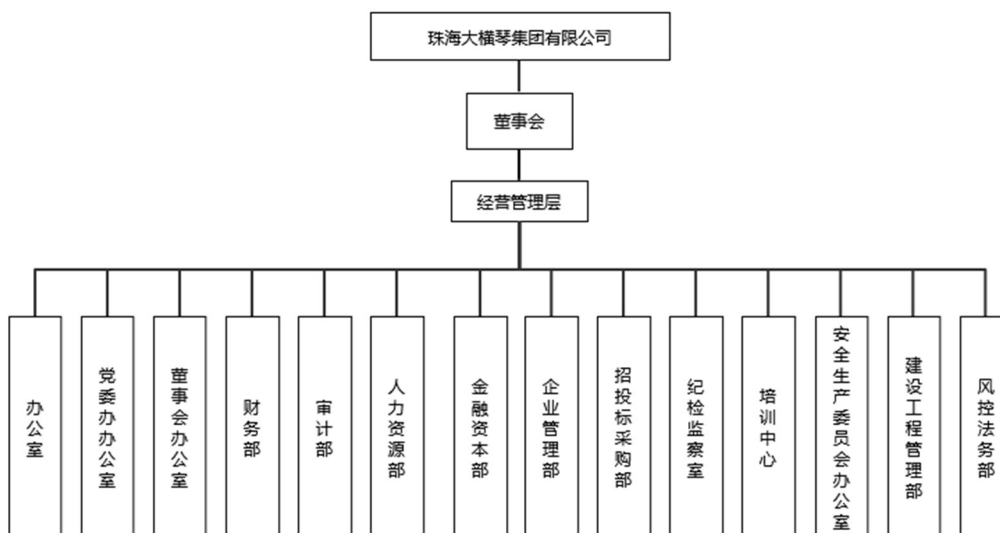 珠海大横琴集团有限公司
董事会
经营管理层
办公室
党委办办公室
董事会办公室
财务部
审计部
人力资源部
金融资本部
企业管理部
招投标采购部
纪检监察室
培训中心
安全生产委员会办公室
建设工程管理部
风控法务部